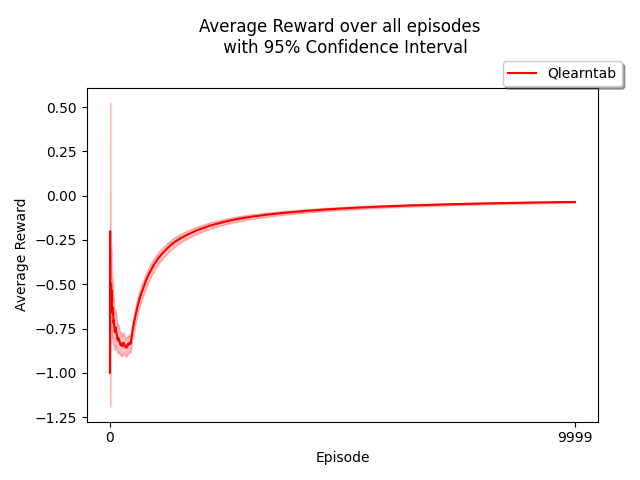 Average Reward over all episodes
with 95% Confidence Interval
Qlearntab
0.50
0.25
0.00
−0.25
−0.50
−0.75
−1.00
−1.25
Average Reward
0
9999
Episode